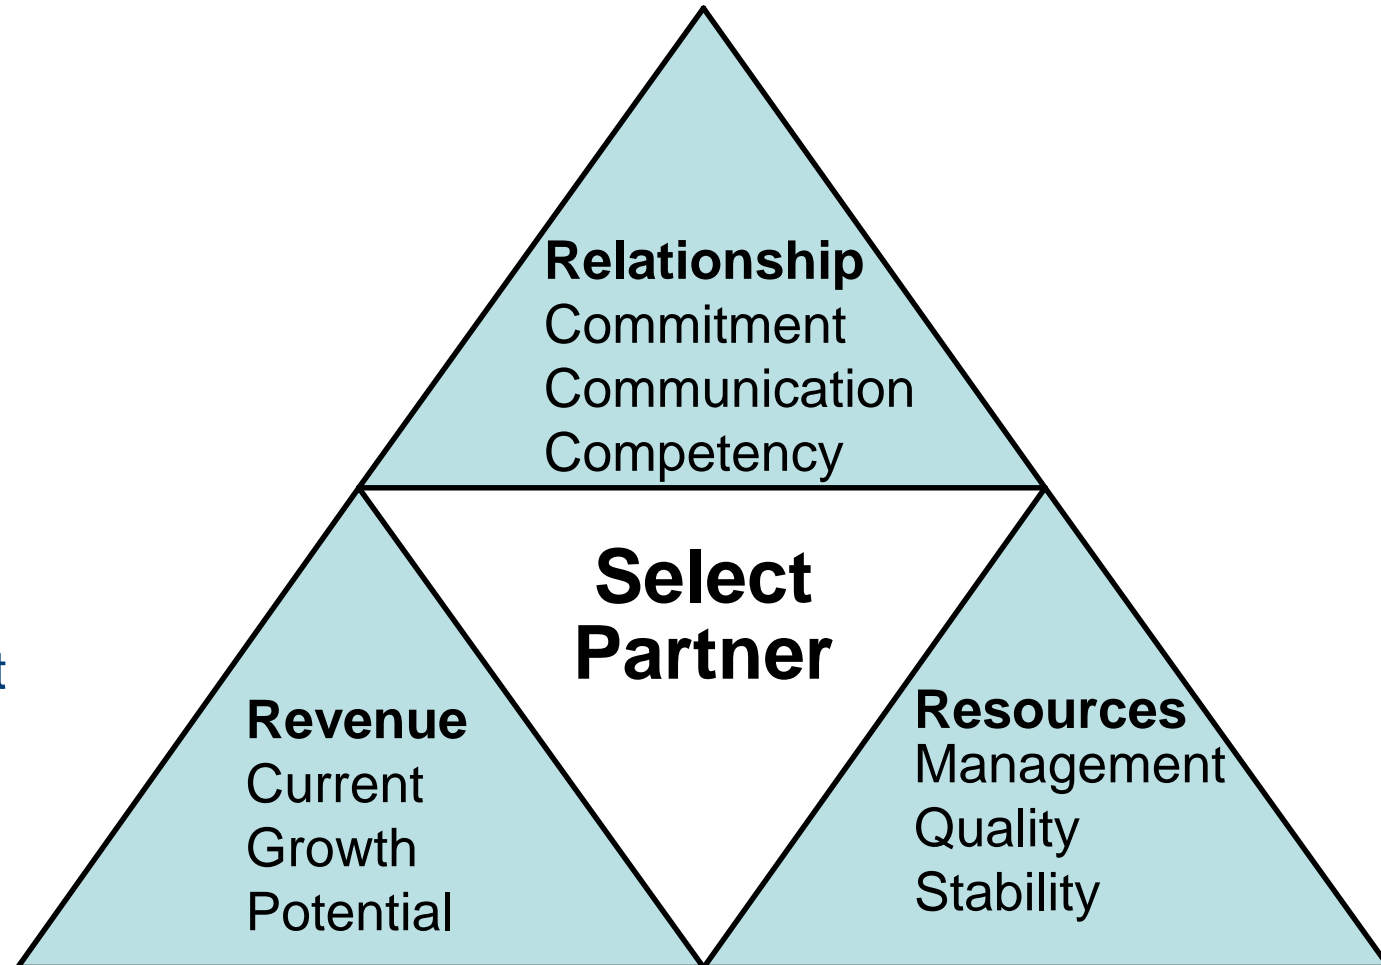 Relationship
Commitment
Communication
Competency
Select
Partner
t
Revenue
Current
Growth
Potential
Resources
Management
Quality
Stability